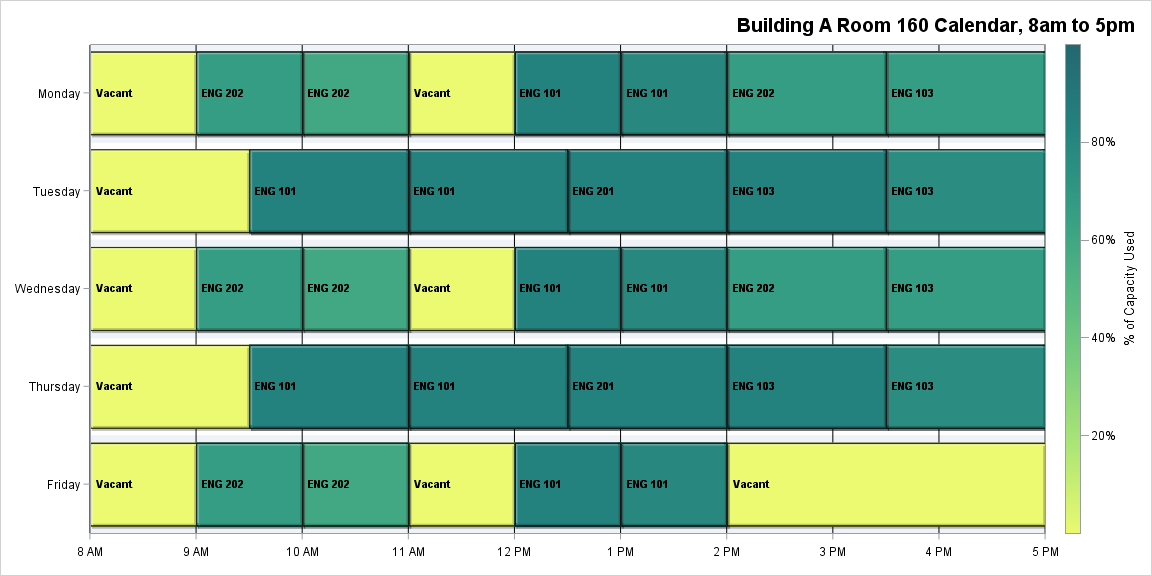 Building A Room 160 Calendar, 8am to 5pm
Monday Vacant ENG 202 ENG 202 Vacant ENG 101 ENG 101 ENG 202 ENG 103
80%
Tuesday Vacant ENG 101 ENG 101 ENG 201 ENG 103 ENG 103
60%
% of Capacity Used
Wednesday Vacant ENG 202 ENG 202 Vacant ENG 101 ENG 101 ENG 202 ENG 103
40%
Thursday Vacant ENG 101 ENG 101 ENG 201 ENG 103 ENG 103
20%
Friday Vacant ENG 202 ENG 202 Vacant ENG 101 ENG 101 Vacant
8 AM 9 AM 10 AM 11 AM 12 PM 1 PM 2 PM 3 PM 4 PM 5 PM